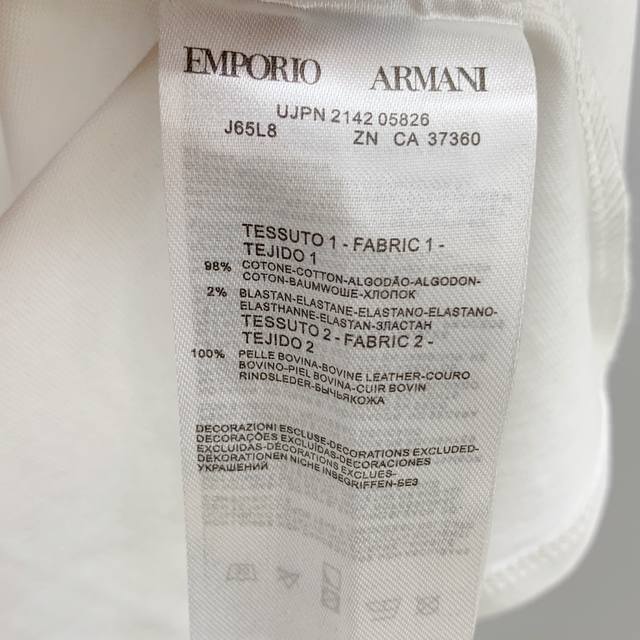 EMPORIO ARMANI
UJPN 2142 05826
J65L8 ZN CA 37360
TESSUTO 1 - FABRIC 1 -
TEJIDO 1
98% COTONE-COTTON-ALGODÃO-ALGODON-
COTON-BAUMWOLLE-ХЛОПОК
2% BLASTAN-ELASTANE-ELASTANO-ELASTANO-
ELASTHANNE-ELASTAN-ЭЛАСТАН
TESSUTO 2 - FABRIC 2 -
TEJIDO 2
100% PELLE BOVINA-BOVINE LEATHER-COURO
BOVINO-PIEL BOVINA-CUIR BOVIN
RINDSLEDER-БЫЧЬЯКОЖА
DECORAZIONI ESCLUSE-DECORATIONS EXCLUDED-
DECORAÇÕES EXCLUÍDAS-DECORACIONES
EXCLUIDAS-DÉCORATIONS EXCLUES-
DEKORATIONEN NICHE INBEGRIFFEN-БЕЗ
УКРАШЕНИЙ